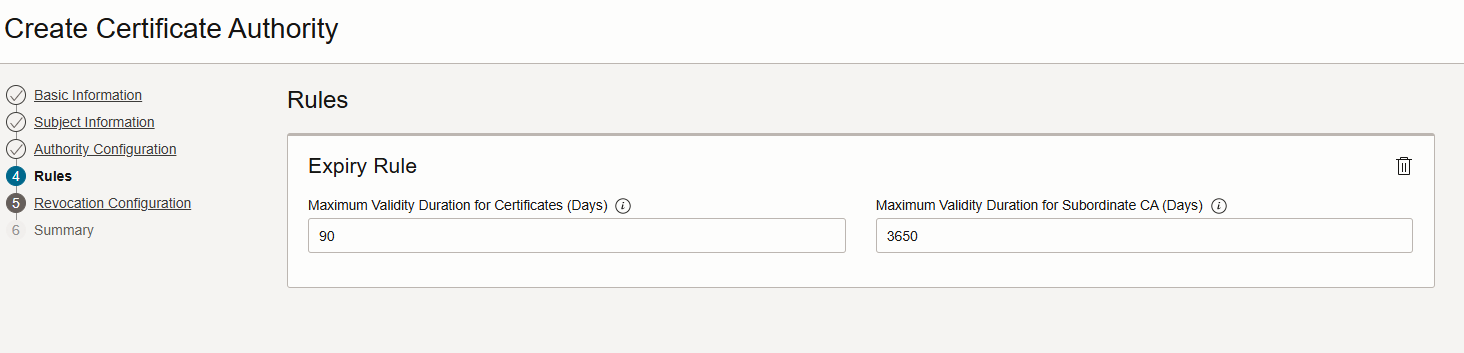 Create Certificate Authority
Basic Information
Subject Information
Authority Configuration
4 Rules
5 Revocation Configuration
6 Summary
Rules
Expiry Rule
Maximum Validity Duration for Certificates (Days) i
90
Maximum Validity Duration for Subordinate CA (Days) i
3650